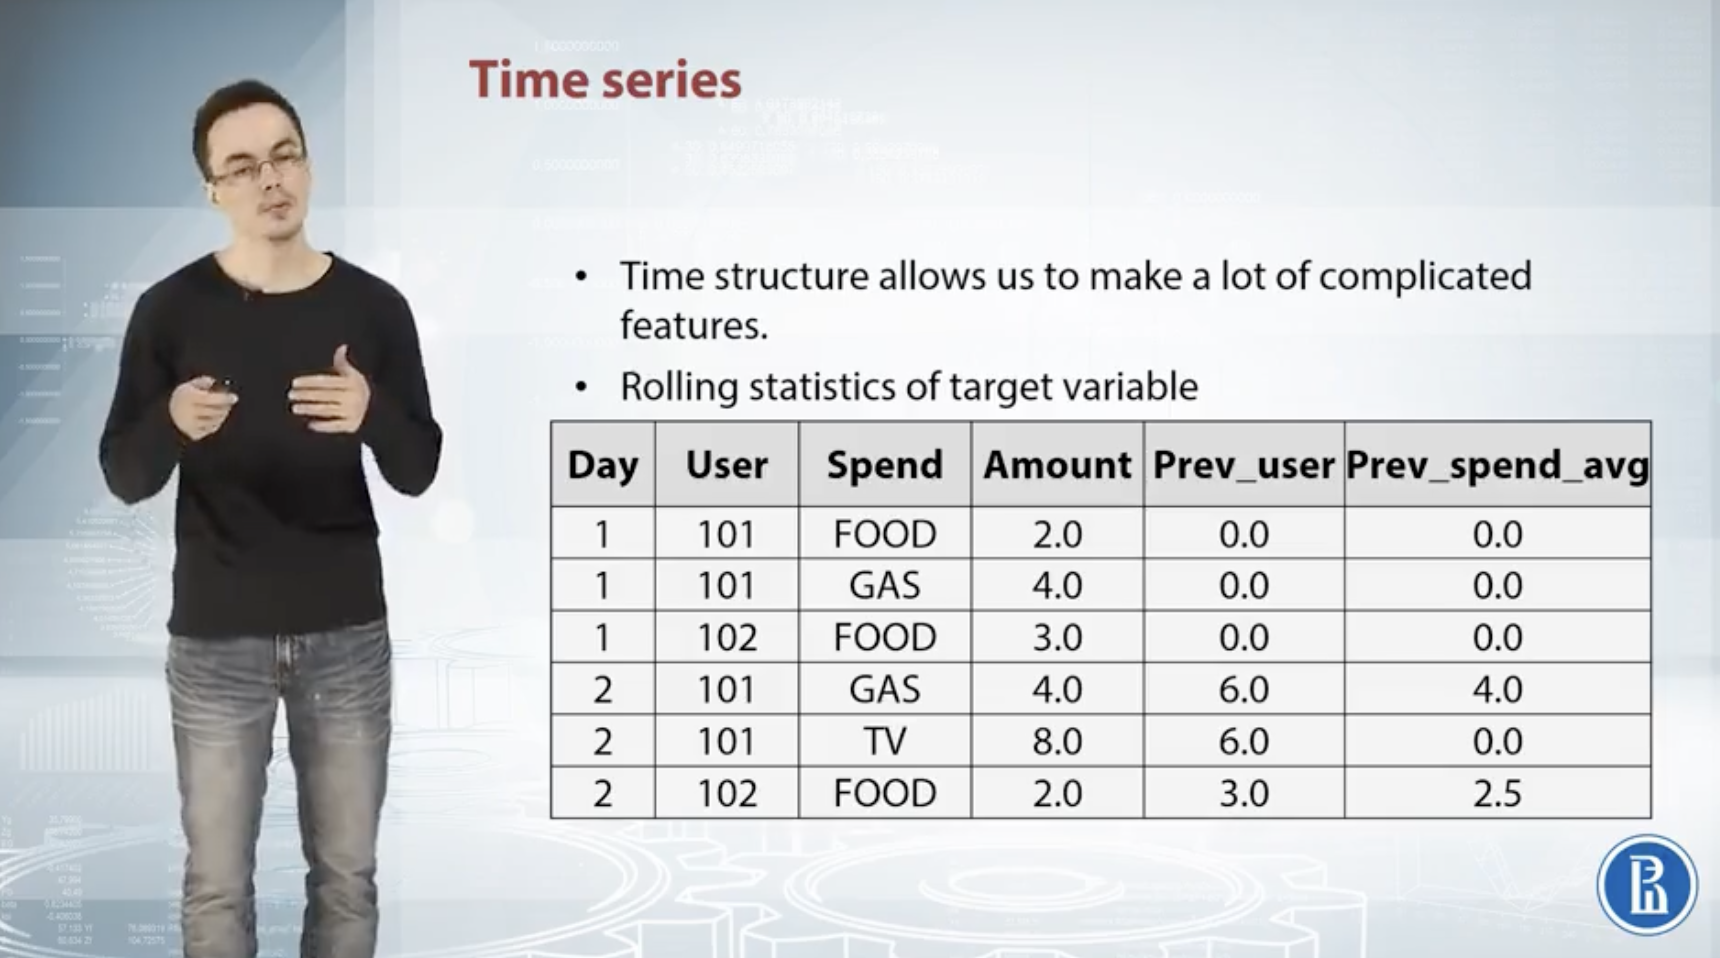 Time series
• Time structure allows us to make a lot of complicated
features.
• Rolling statistics of target variable
Day User Spend Amount Prev_user Prev_spend_avg
1 101 FOOD 2.0 0.0 0.0
1 101 GAS 4.0 0.0 0.0
1 102 FOOD 3.0 0.0 0.0
2 101 GAS 4.0 6.0 4.0
2 101 TV 8.0 6.0 0.0
2 102 FOOD 2.0 3.0 2.5